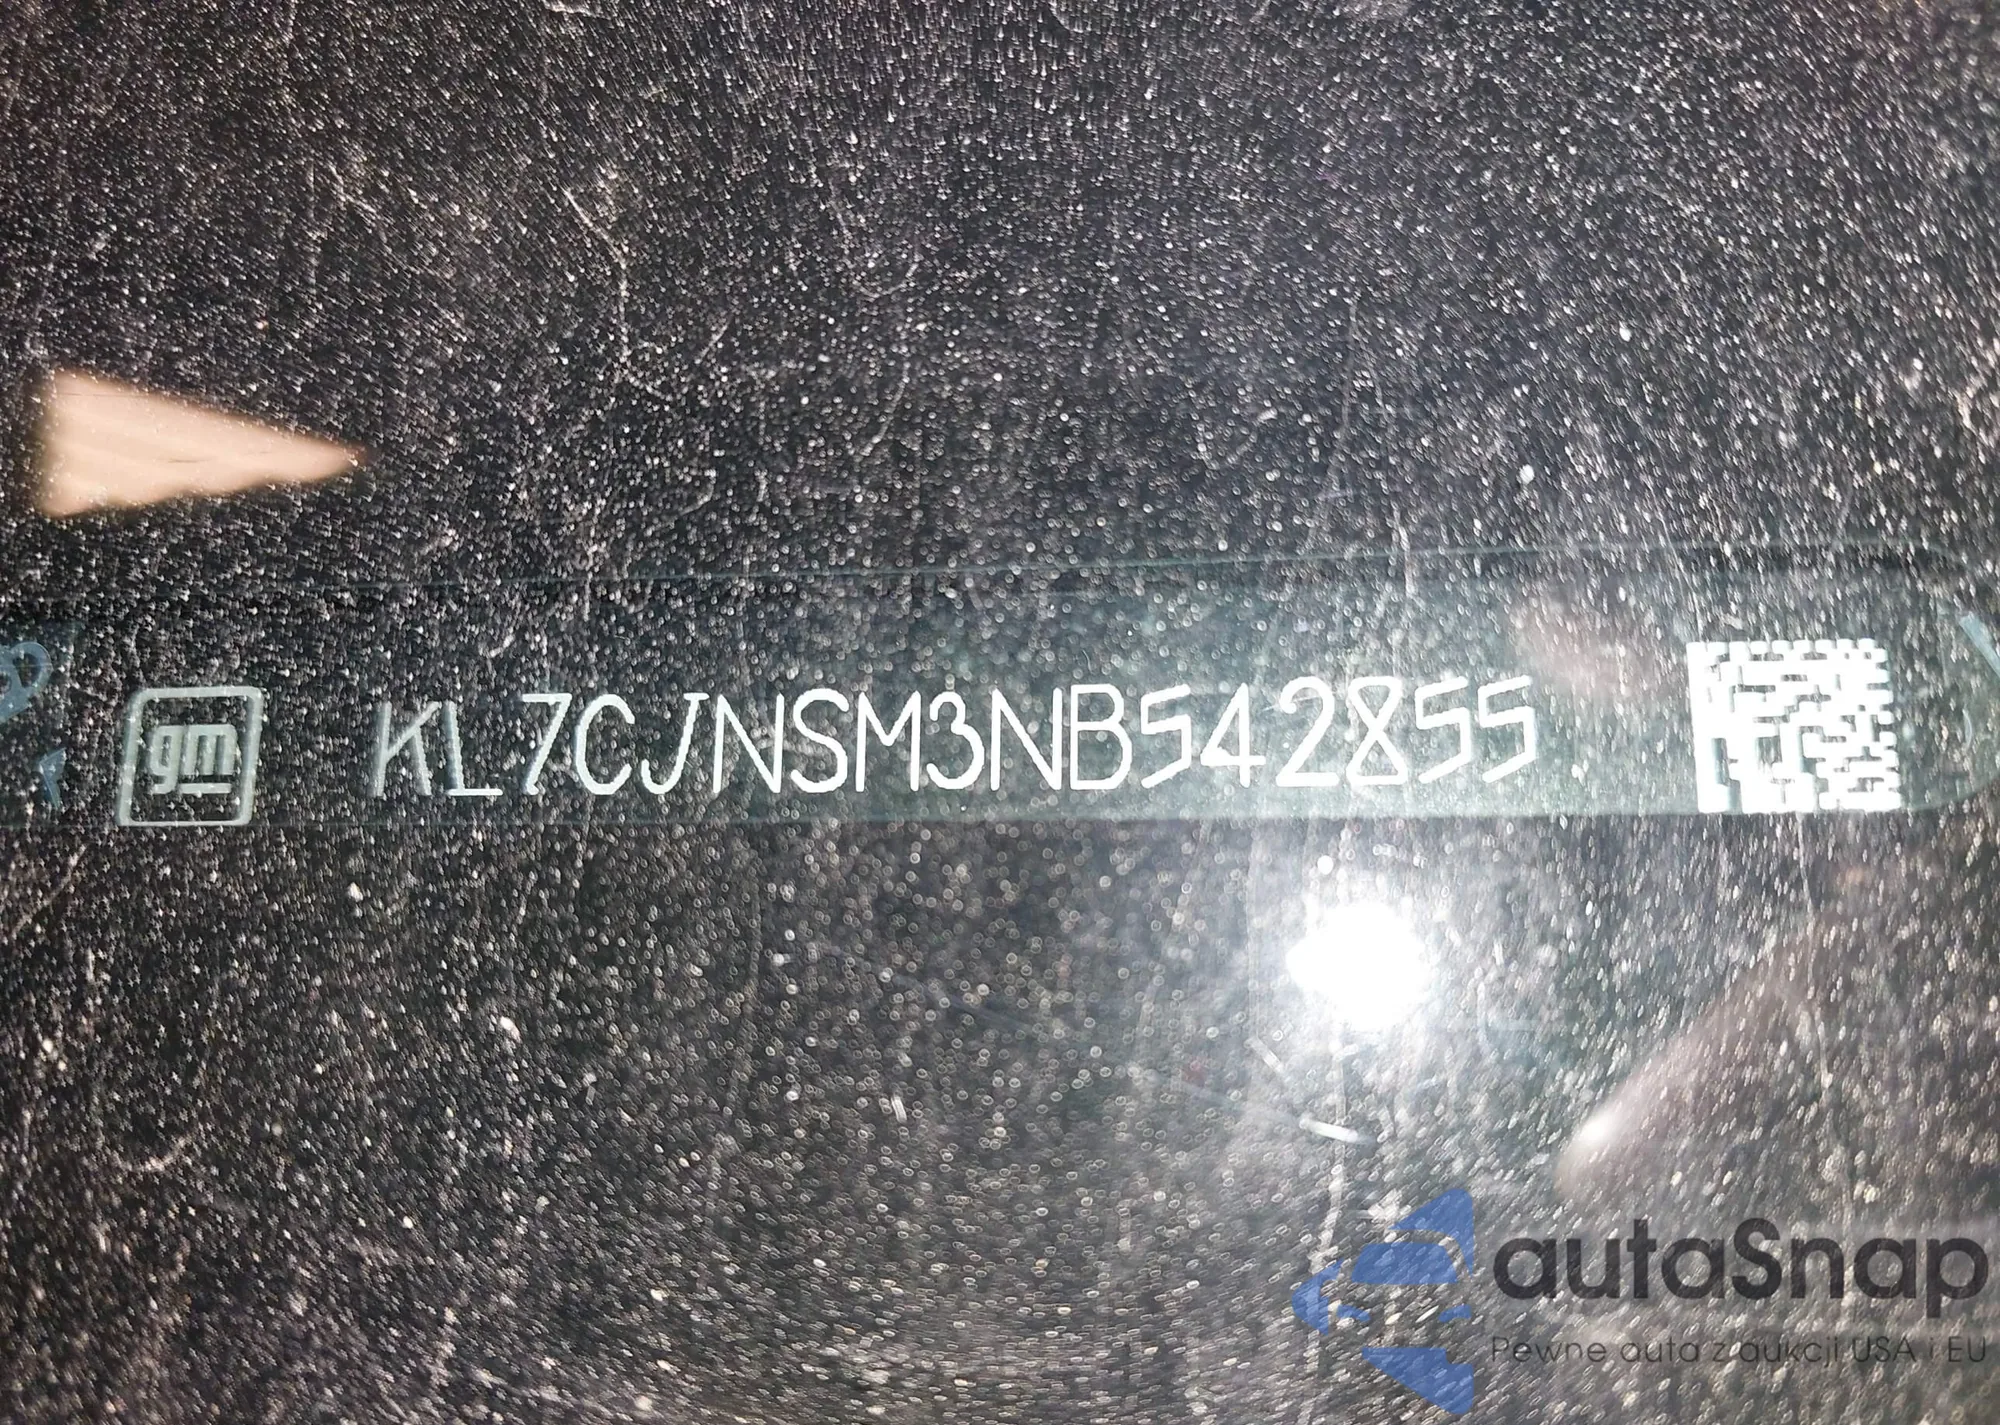 gm KL7CJNSM3NB542855
autaSnap
Pewne auta z aukcji USA i EU